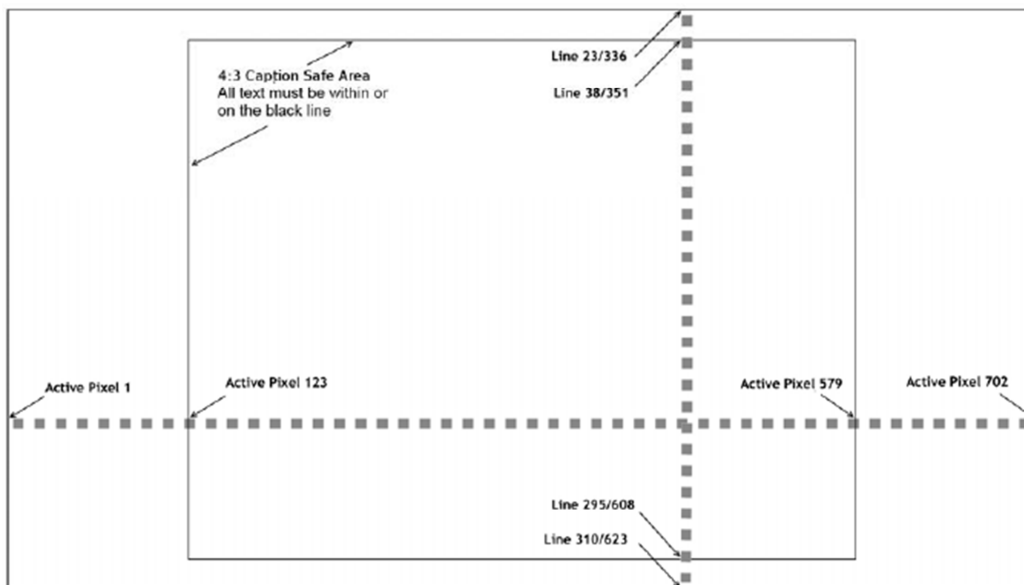 Line 23/336
4:3 Caption Safe Area
All text must be within or
on the black line
Line 38/351
Active Pixel 1
Active Pixel 123
Active Pixel 579
Active Pixel 702
Line 295/608
Line 310/623